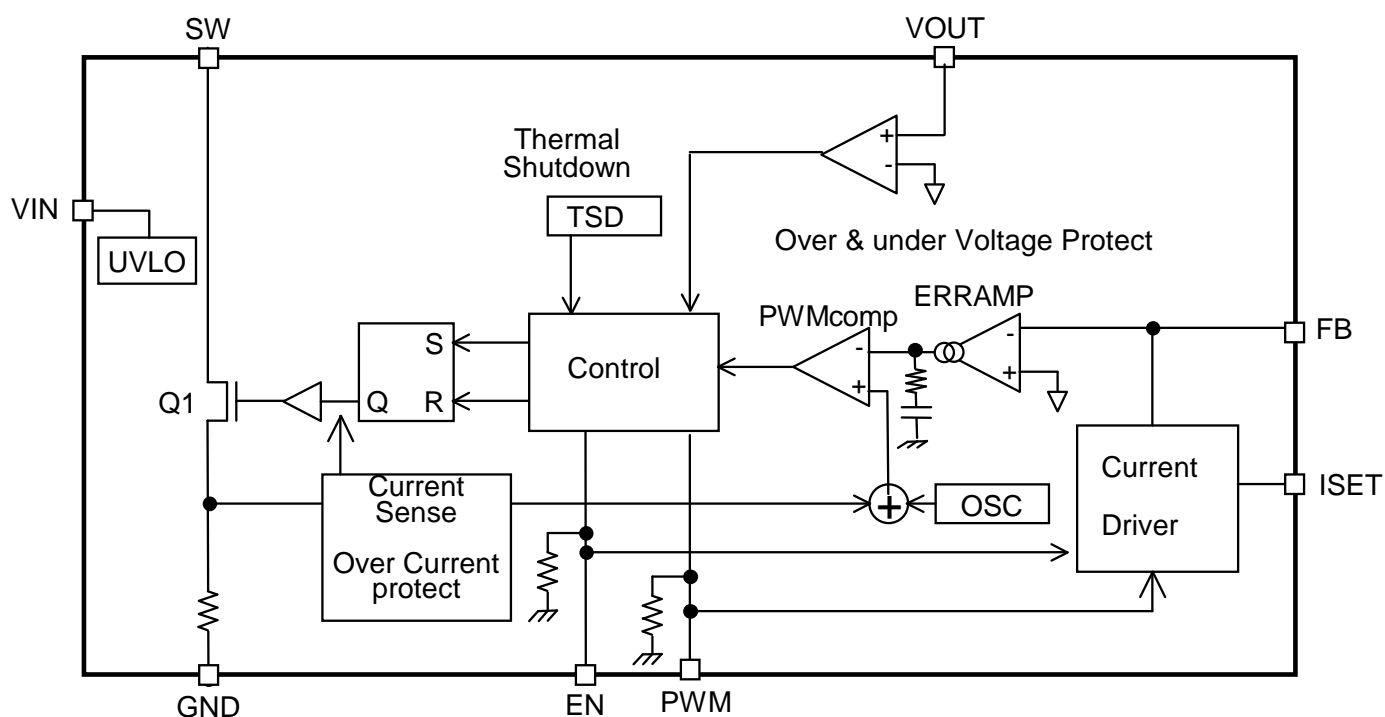 SW
VOUT
Thermal
Shutdown
+
-
VIN
TSD
UVLO
Over & under Voltage Protect
ERRAMP
PWMcomp
S
-
-
FB
Control
+
Q1
Q
R
+
Current
Driver
Current
Sense
ISET
+
OSC
Over Current
protect
GND
EN
PWM